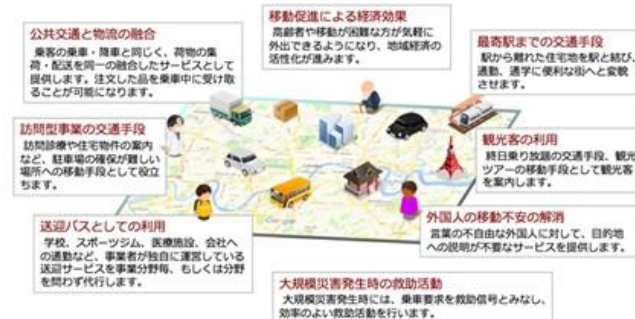 公共交通と物流の融合
乗客の乗車・降車と同じく、荷物の集
荷・配送を同一の融合したサービスとして
提供します。注文した品を乗車中に受け取
ることが可能になります。
移動促進による経済効果
高齢者や移動が困難な方が気軽に
外出できるようになり、地域経済の
活性化が進みます。
最寄駅までの交通手段
駅から離れた住宅地を駅と結び、
通勤、通学に便利な街へと変貌
させます。
訪問型事業の交通手段
訪問診療や住宅物件の案内
など、駐車場の確保が難しい
場所への移動手段として役立
ちます。
観光客の利用
終日乗り放題の交通手段、観光
ツアーの移動手段として観光客
を案内します。
送迎バスとしての利用
学校、スポーツジム、医療施設、会社へ
の通勤など、事業者が独自に運営している
送迎サービスを事業分野毎、もしくは分野
を問わず代行します。
外国人の移動不安の解消
言葉の不自由な外国人に対して、目的地
への説明が不要なサービスを提供します。
大規模災害発生時の救助活動
大規模災害発生時には、乗車要求を救助信号とみなし、
効率のよい救助活動を行います。